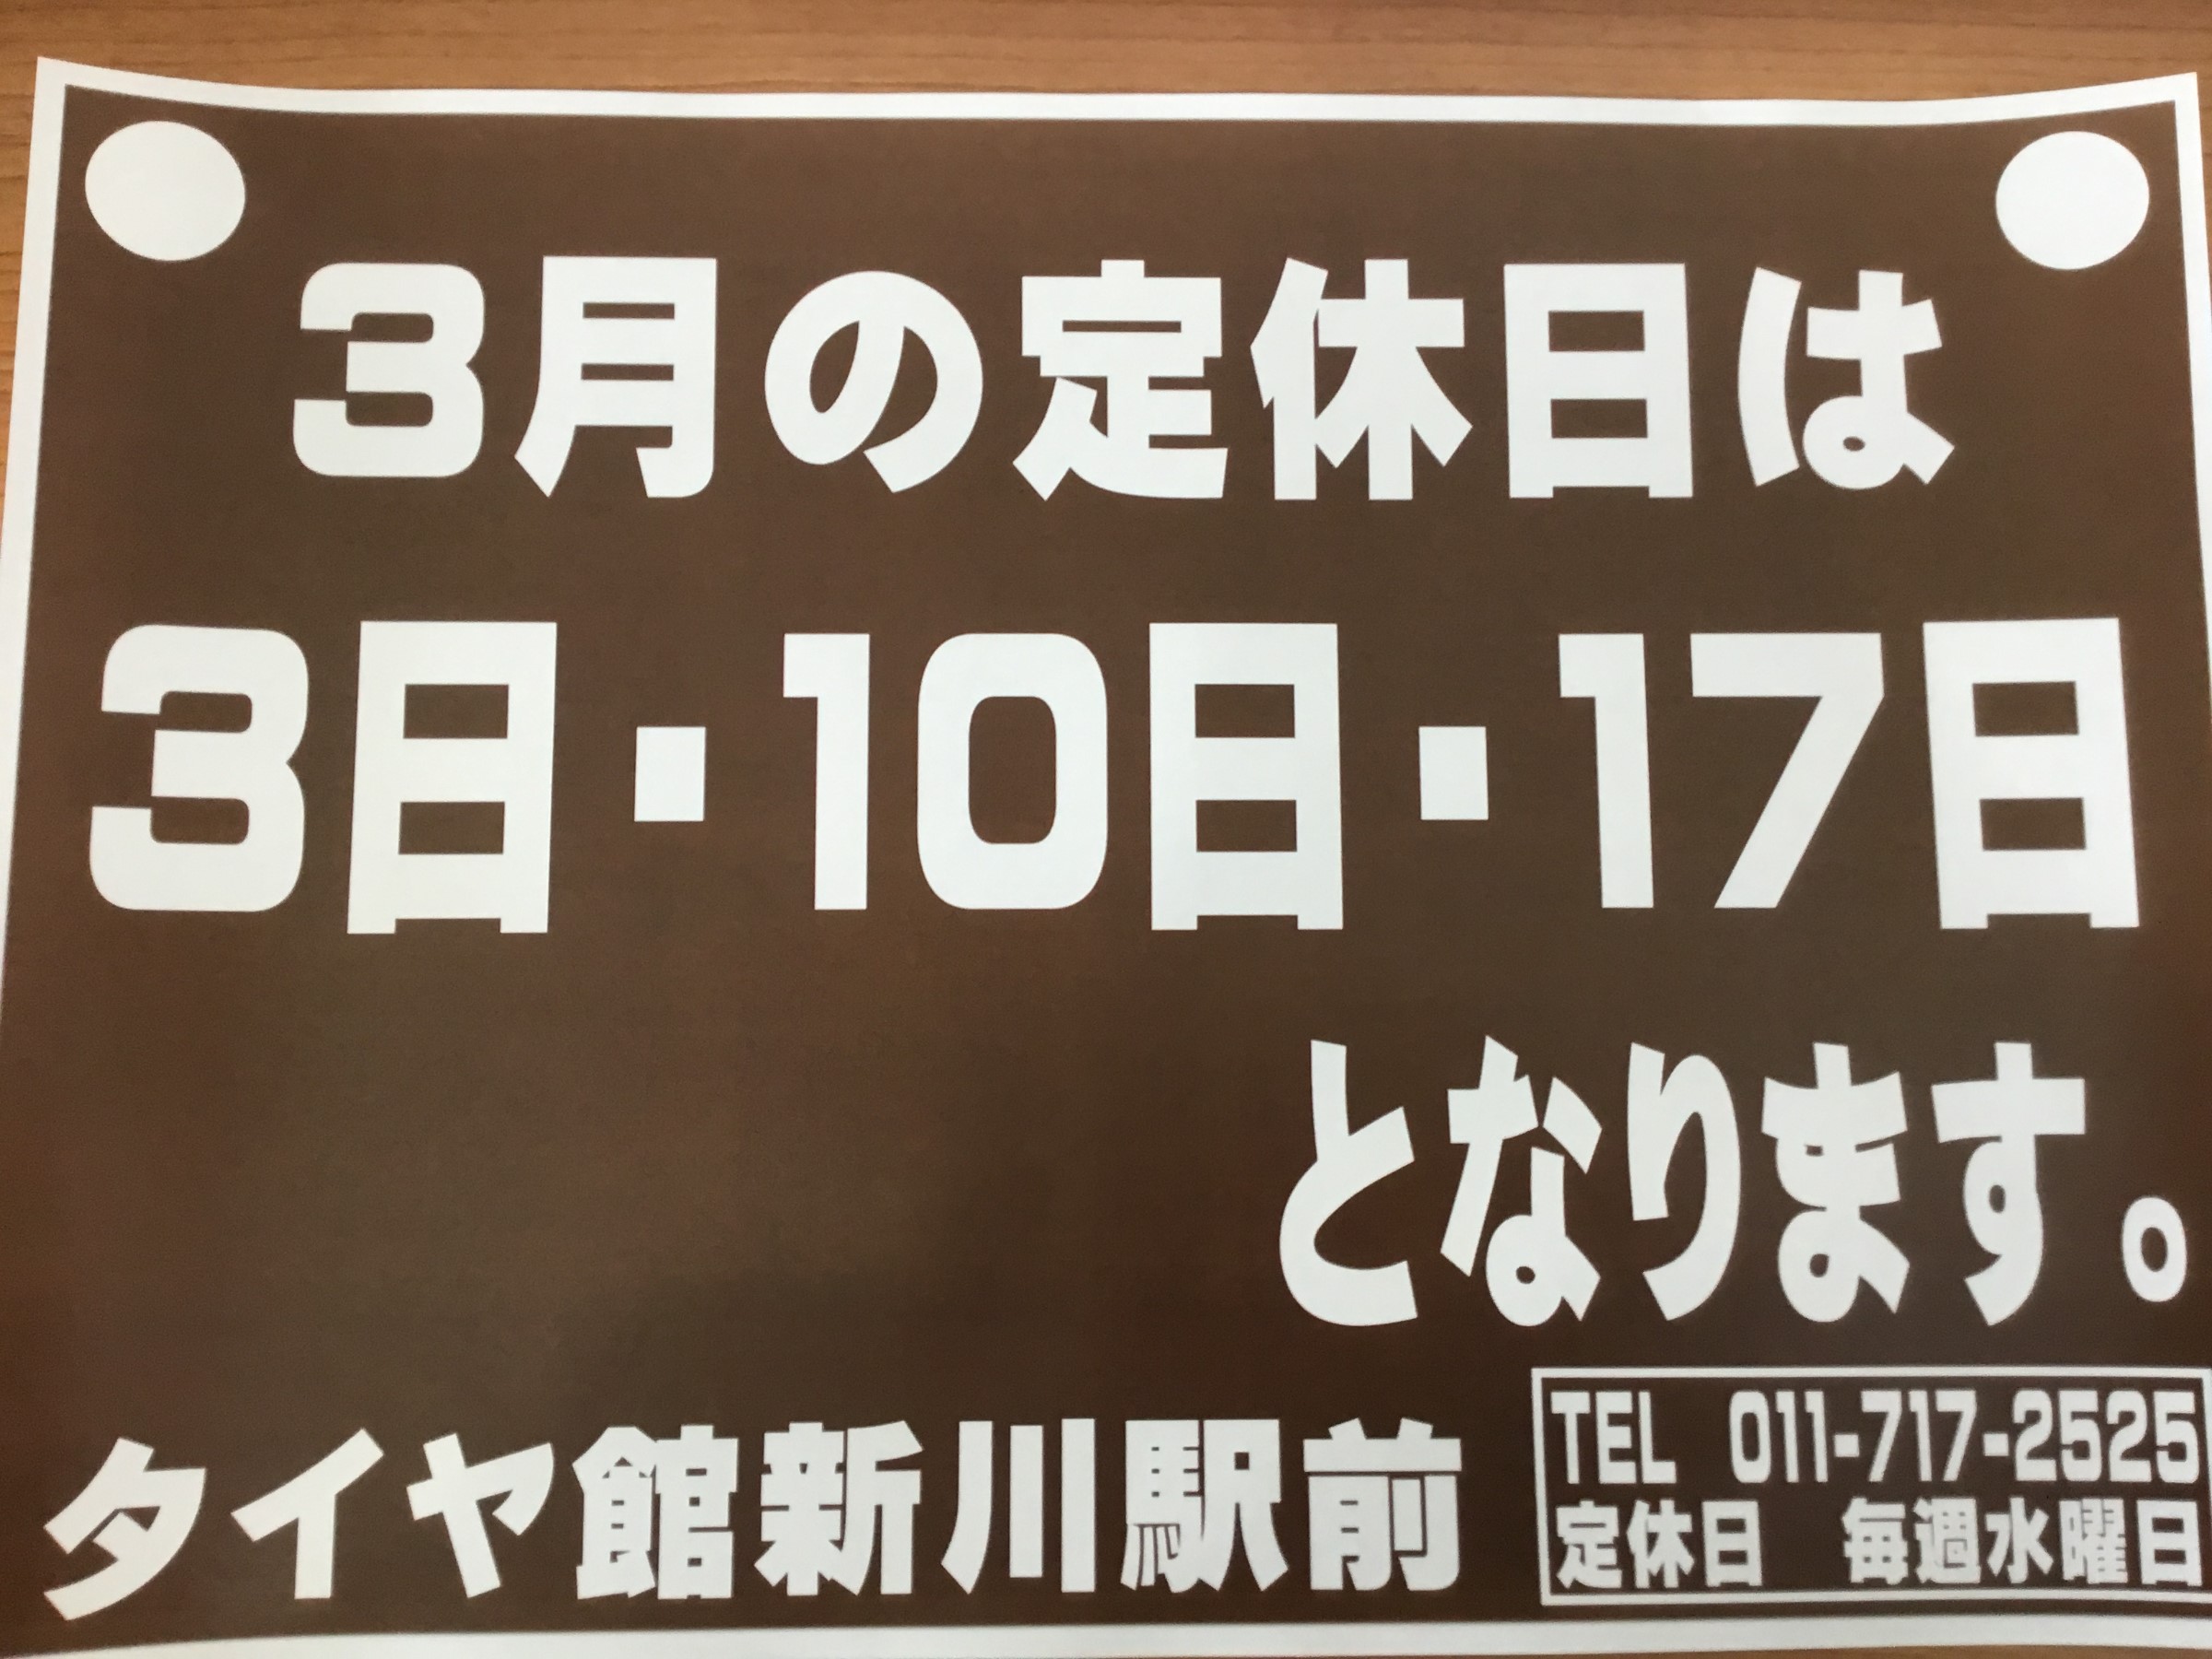 3月の定休日は
3日・10日・17日
となります。
タイヤ館新川駅前
TEL 011-717-2525
定休日 毎週水曜日